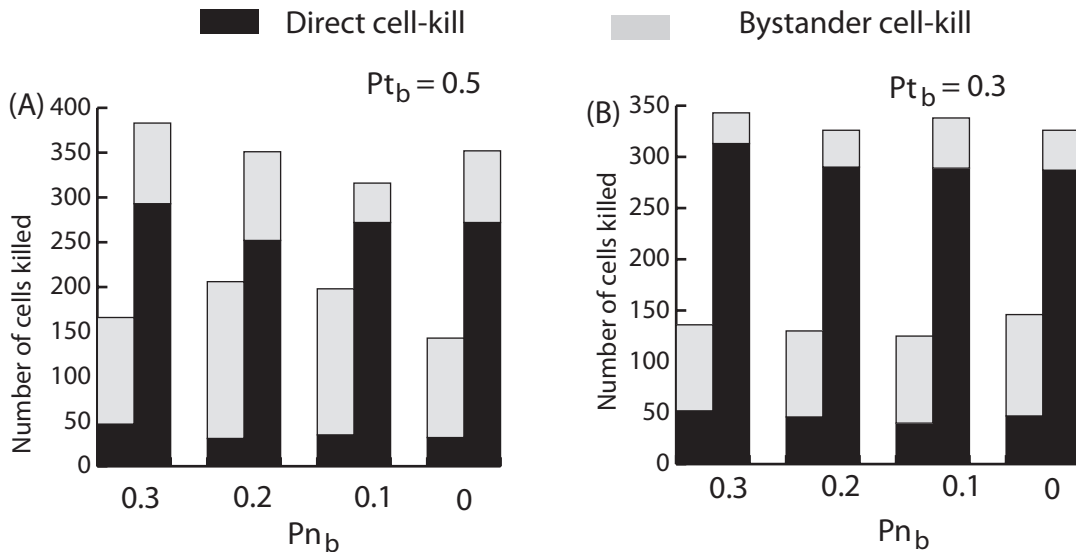 Direct cell-kill
Bystander cell-kill
(A)
Pt_b = 0.5
Number of cells killed
400
350
300
250
200
150
100
50
0
0.3 0.2 0.1 0
Pn_b
(B)
Pt_b = 0.3
Number of cells killed
350
300
250
200
150
100
50
0
0.3 0.2 0.1 0
Pn_b